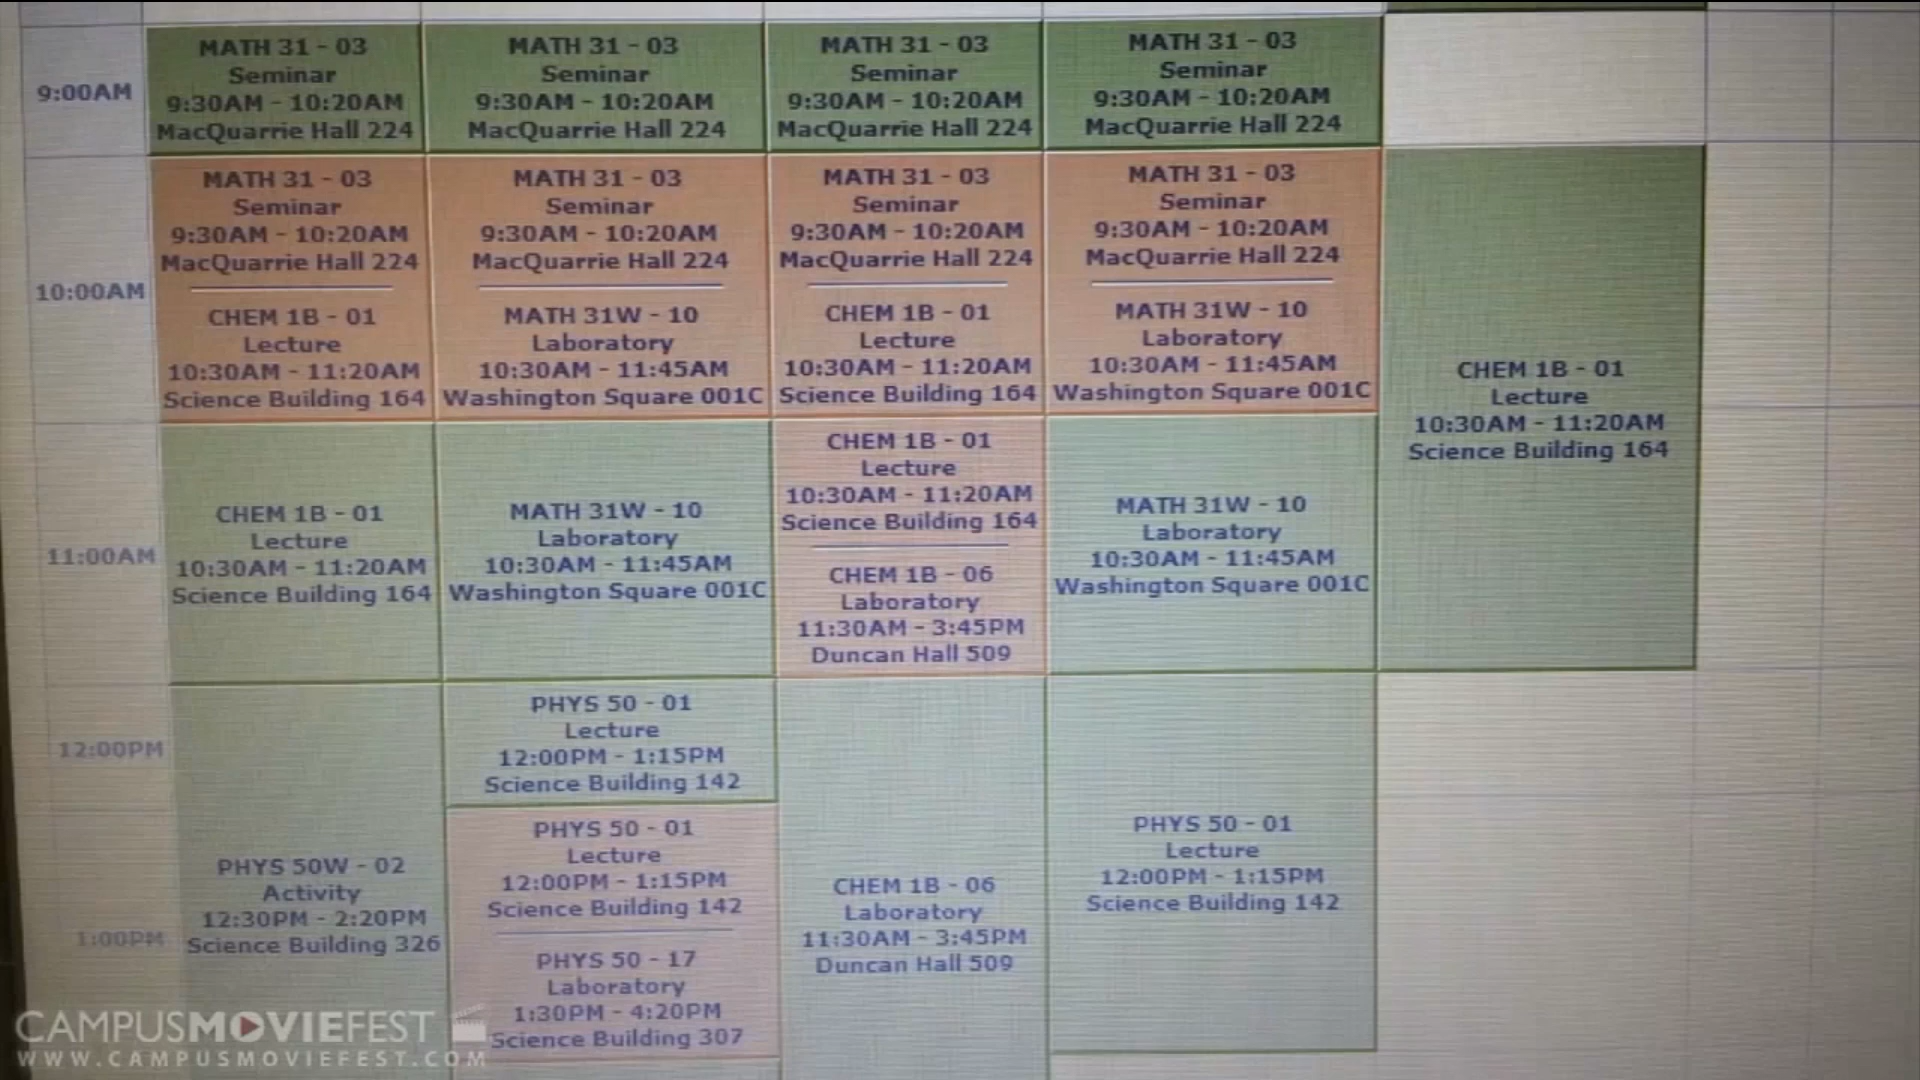 9:00AM
MATH 31 - 03
Seminar
9:30AM - 10:20AM
MacQuarrie Hall 224
MATH 31 - 03
Seminar
9:30AM - 10:20AM
MacQuarrie Hall 224
MATH 31 - 03
Seminar
9:30AM - 10:20AM
MacQuarrie Hall 224
MATH 31 - 03
Seminar
9:30AM - 10:20AM
MacQuarrie Hall 224
10:00AM
MATH 31 - 03
Seminar
9:30AM - 10:20AM
MacQuarrie Hall 224
CHEM 1B - 01
Lecture
10:30AM - 11:20AM
Science Building 164
MATH 31 - 03
Seminar
9:30AM - 10:20AM
MacQuarrie Hall 224
MATH 31W - 10
Laboratory
10:30AM - 11:45AM
Washington Square 001C
MATH 31 - 03
Seminar
9:30AM - 10:20AM
MacQuarrie Hall 224
CHEM 1B - 01
Lecture
10:30AM - 11:20AM
Science Building 164
MATH 31 - 03
Seminar
9:30AM - 10:20AM
MacQuarrie Hall 224
MATH 31W - 10
Laboratory
10:30AM - 11:45AM
Washington Square 001C
CHEM 1B - 01
Lecture
10:30AM - 11:20AM
Science Building 164
11:00AM
CHEM 1B - 01
Lecture
10:30AM - 11:20AM
Science Building 164
MATH 31W - 10
Laboratory
10:30AM - 11:45AM
Washington Square 001C
CHEM 1B - 01
Lecture
10:30AM - 11:20AM
Science Building 164
CHEM 1B - 06
Laboratory
11:30AM - 3:45PM
Duncan Hall 509
MATH 31W - 10
Laboratory
10:30AM - 11:45AM
Washington Square 001C
12:00PM
PHYS 50W - 02
Activity
12:30PM - 2:20PM
Science Building 326
PHYS 50 - 01
Lecture
12:00PM - 1:15PM
Science Building 142
CHEM 1B - 06
Laboratory
11:30AM - 3:45PM
Duncan Hall 509
PHYS 50 - 01
Lecture
12:00PM - 1:15PM
Science Building 142
1:00PM
PHYS 50 - 01
Lecture
12:00PM - 1:15PM
Science Building 142
PHYS 50 - 17
Laboratory
1:30PM - 4:20PM
Science Building 307
CAMPUSMOVIEFEST
WWW.CAMPUSMOVIEFEST.COM